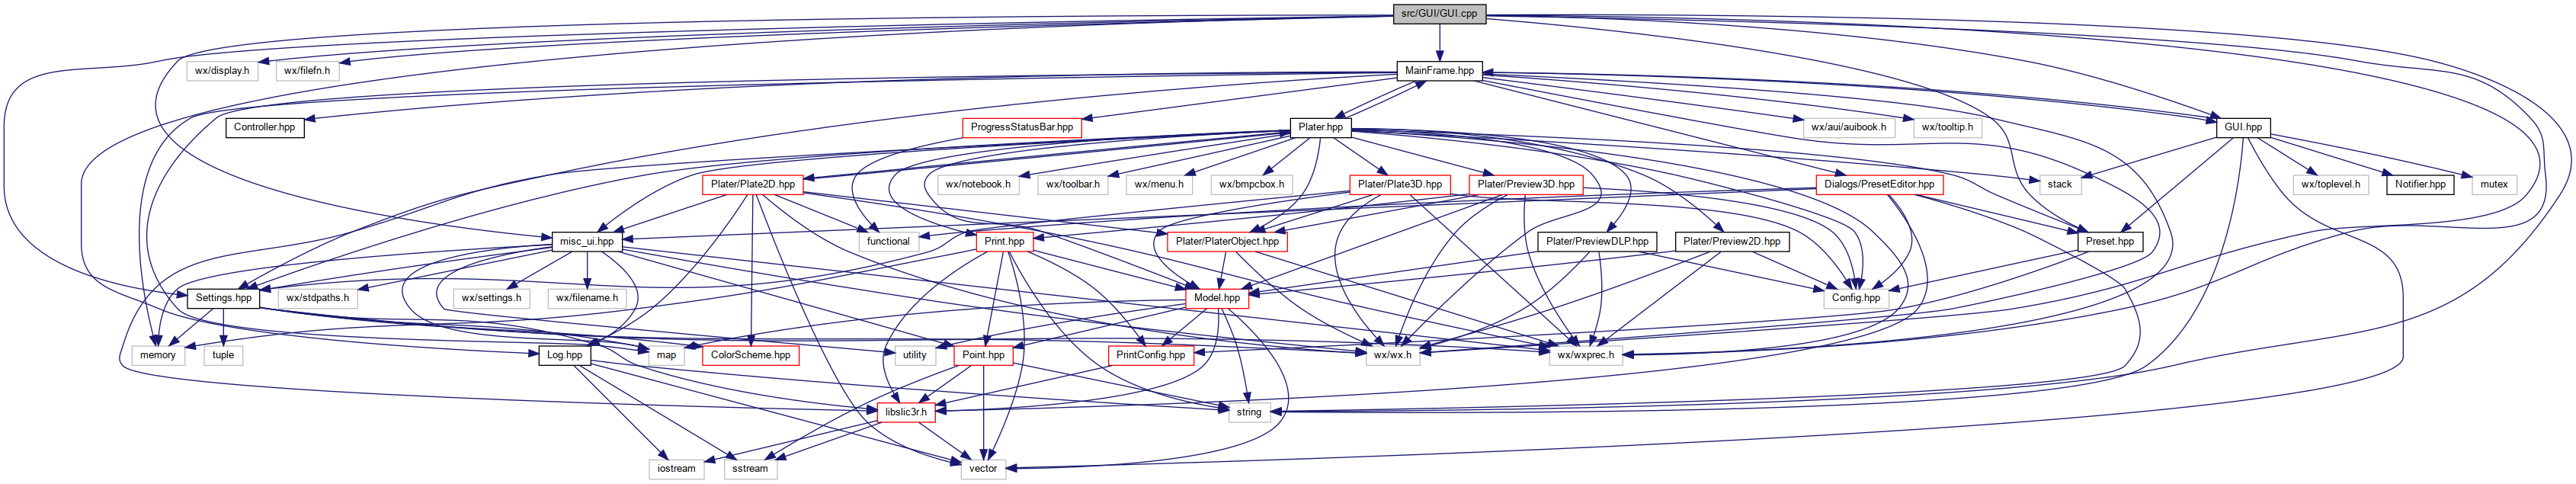 src/GUI/GUI.cpp
wx/display.h
wx/filefn.h
MainFrame.hpp
Controller.hpp
ProgressStatusBar.hpp
Plater.hpp
wx/aui/auibook.h
wx/tooltip.h
GUI.hpp
Plater/Plate2D.hpp
wx/notebook.h
wx/toolbar.h
wx/menu.h
wx/bmpcbox.h
Plater/Plate3D.hpp
Plater/Preview3D.hpp
Dialogs/PresetEditor.hpp
stack
wx/toplevel.h
Notifier.hpp
mutex
misc_ui.hpp
functional
Print.hpp
Plater/PlaterObject.hpp
Plater/PreviewDLP.hpp
Plater/Preview2D.hpp
Preset.hpp
Settings.hpp
wx/stdpaths.h
wx/settings.h
wx/filename.h
Model.hpp
Config.hpp
memory
tuple
Log.hpp
map
ColorScheme.hpp
utility
Point.hpp
PrintConfig.hpp
wx/wx.h
wx/wxprec.h
libslic3r.h
string
iostream
sstream
vector